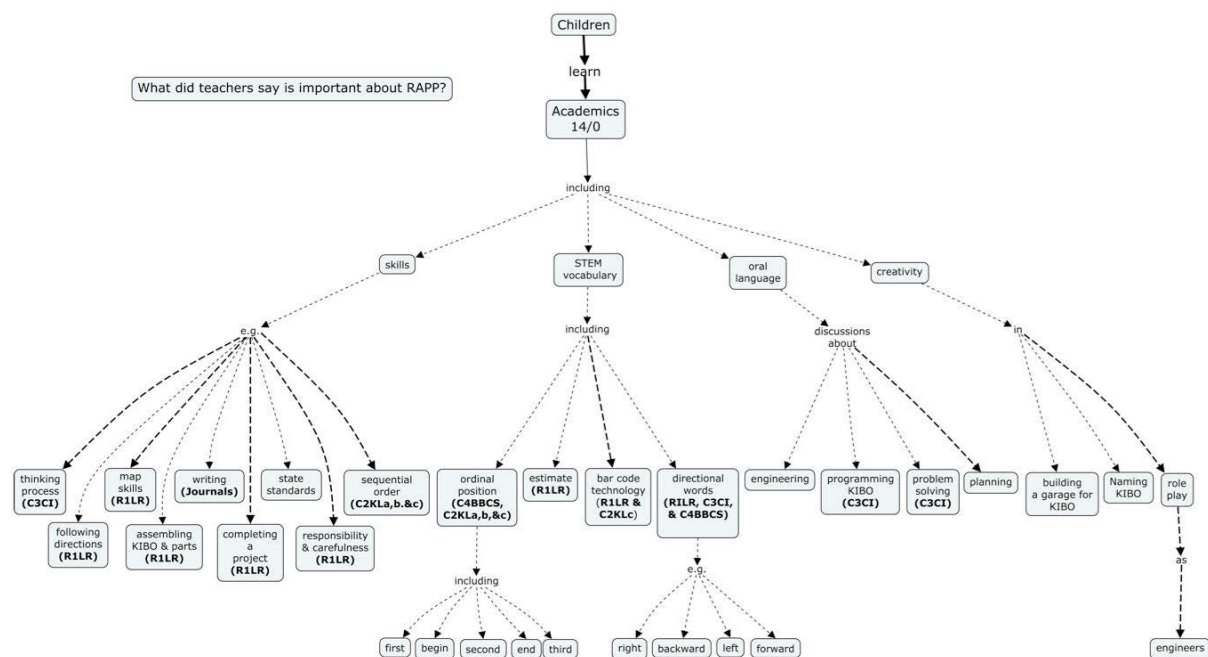 Children
learn
What did teachers say is important about RAPP?
Academics
14/0
including
skills
STEM
vocabulary
oral
language
creativity
e.g.
including
discussions
about
in
thinking
process
(C3CI)
map
skills
(R1LR)
writing
(Journals)
state
standards
sequential
order
(C2KLa,b.&c)
ordinal
position
(C4BBCS,
C2KLa,b,&c)
estimate
(R1LR)
bar code
technology
(R1LR &
C2KLc)
directional
words
(RILR, C3CI,
& C4BBCS)
engineering
programming
KIBO
(C3CI)
problem
solving
(C3CI)
planning
building
a garage for
KIBO
Naming
KIBO
role
play
following
directions
(R1LR)
assembling
KIBO & parts
(R1LR)
completing
a
project
(R1LR)
responsibility
& carefulness
(R1LR)
including
e.g.
as
first
begin
second
end
third
right
backward
left
forward
engineers